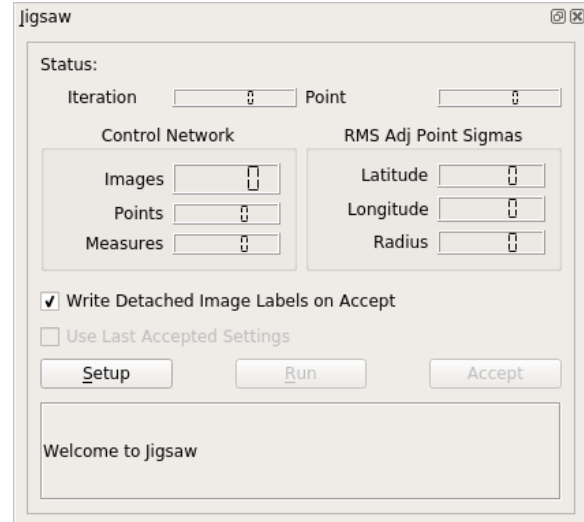 Jigsaw
Status:
Iteration 0 Point 0
Control Network RMS Adj Point Sigmas
Images 0 Latitude 0
Points 0 Longitude 0
Measures 0 Radius 0
Write Detached Image Labels on Accept
Use Last Accepted Settings
Setup Run Accept
Welcome to Jigsaw